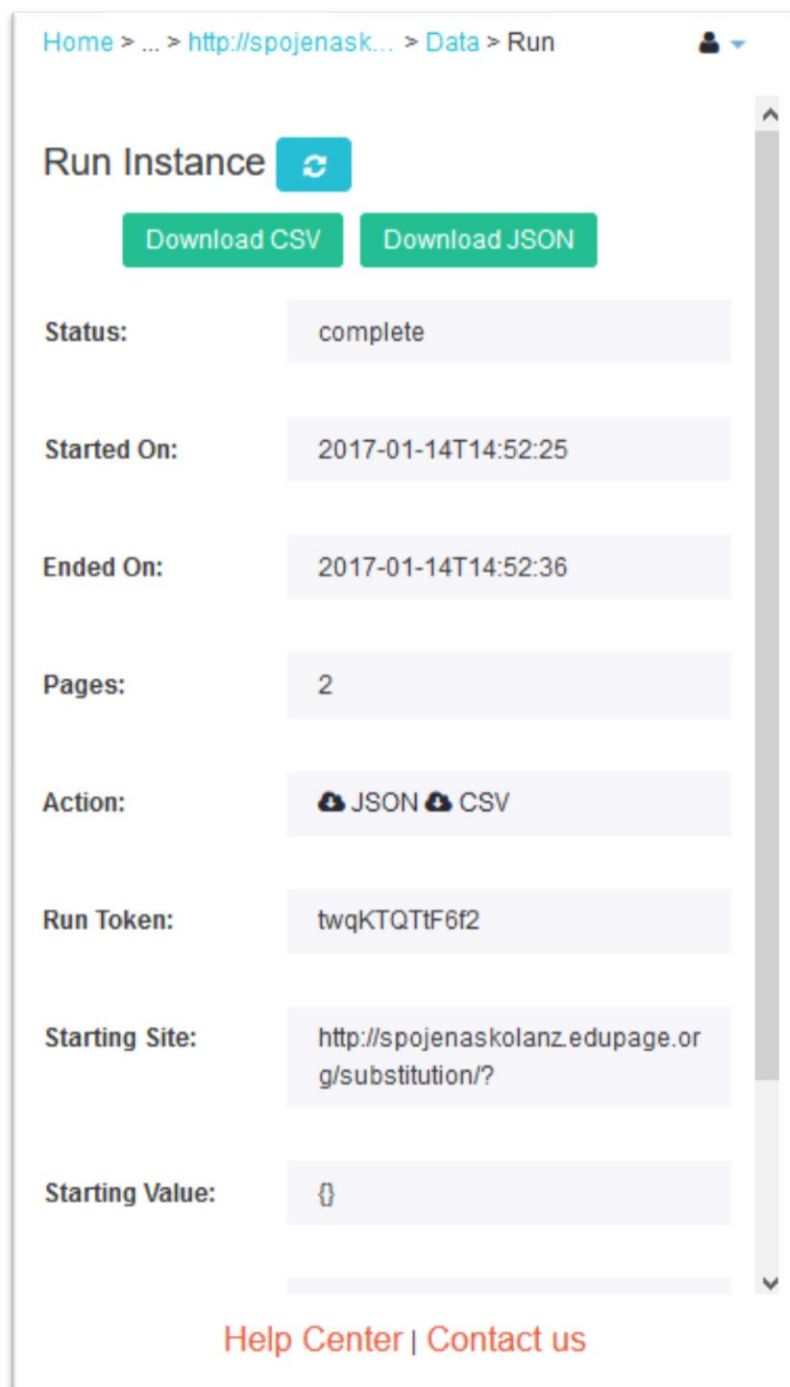 Home > ... > http://spojenask... > Data > Run
Run Instance
Download CSV Download JSON
Status: complete
Started On: 2017-01-14T14:52:25
Ended On: 2017-01-14T14:52:36
Pages: 2
Action: JSON CSV
Run Token: twqKTQTtF6f2
Starting Site: http://spojenaskolanz.edupage.or
g/substitution/?
Starting Value: {}
Help Center | Contact us